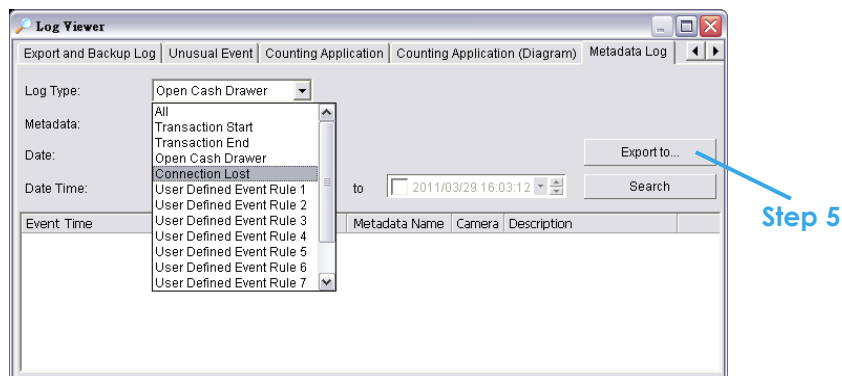 Log Viewer
Export and Backup Log Unusual Event Counting Application Counting Application (Diagram) Metadata Log
Log Type: Open Cash Drawer
All
Metadata: Transaction Start
Transaction End
Date: Open Cash Drawer Export to...
Connection Lost
Date Time: User Defined Event Rule 1 to 2011/03/29 16:03:12 Search
User Defined Event Rule 2
Step 5
Event Time User Defined Event Rule 3 Metadata Name Camera Description
User Defined Event Rule 4
User Defined Event Rule 5
User Defined Event Rule 6
User Defined Event Rule 7